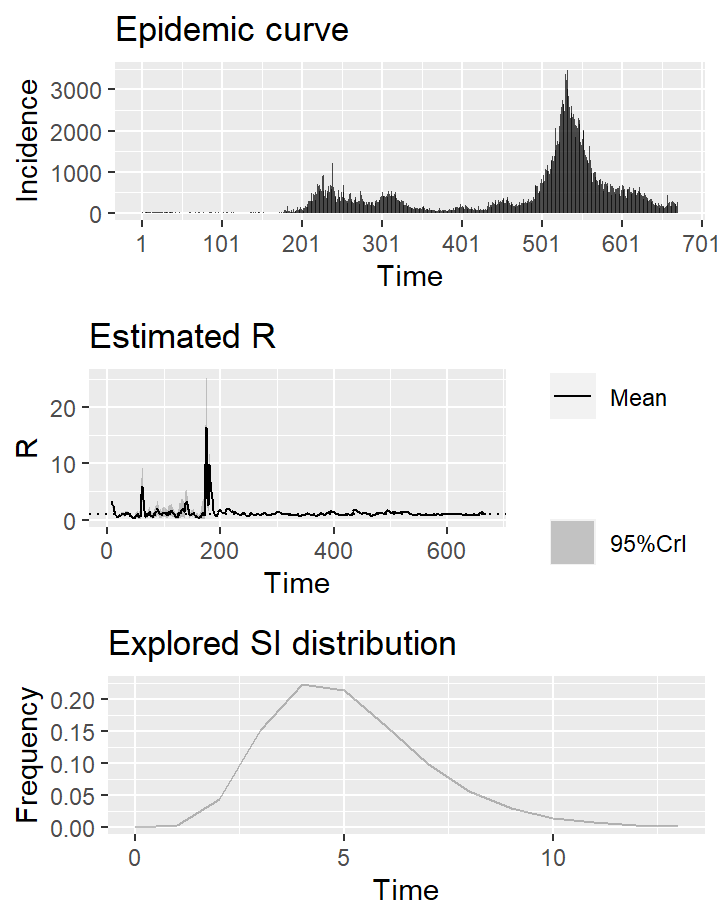 Epidemic curve
3000
2000
1000
0
Incidence
1 101 201 301 401 501 601 701
Time
Estimated R
20
10
0
R
0 200 400 600
Time
Mean
95%CrI
Explored SI distribution
0.20
0.15
0.10
0.05
0.00
Frequency
0 5 10
Time